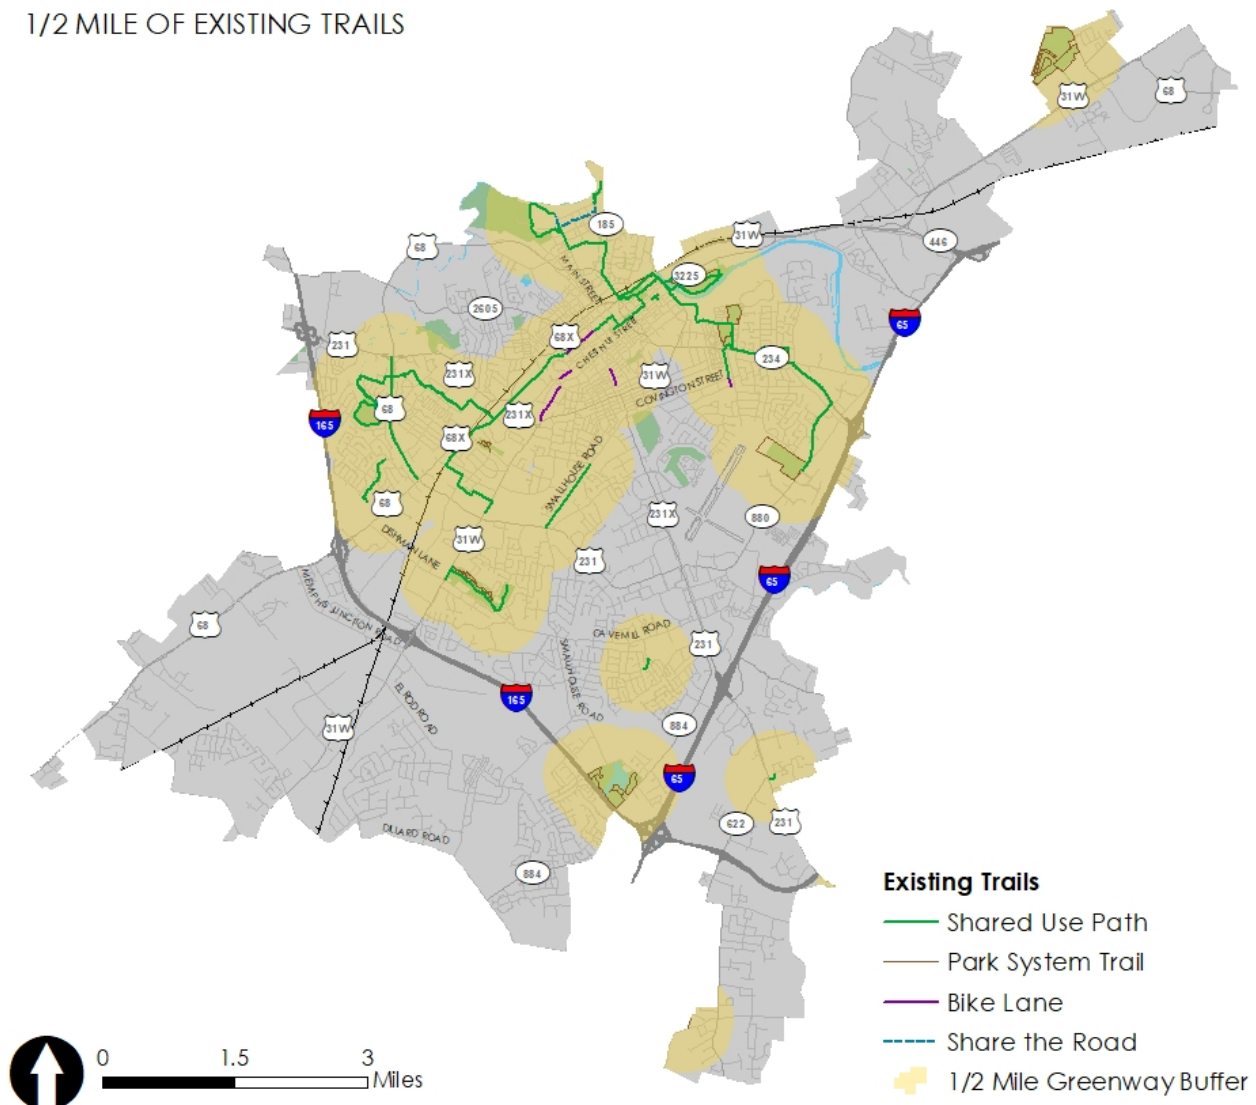 1/2 MILE OF EXISTING TRAILS
31W
68
185
31W
446
68
3225
MAIN STREET
2605
65
68X
231
CHESTNUT STREET
234
231X
31W
COVINGTON STREET
68
231X
165
68X
SMALLHOUSE ROAD
68
231X
880
DISHMAN LANE
31W
231
65
MEMPHIS JUNCTION ROAD
68
CAVEMILL ROAD
231
SMALLHOUSE ROAD
165
ELROD ROAD
884
31W
65
622
231
DILLARD ROAD
884
Existing Trails
Shared Use Path
Park System Trail
Bike Lane
Share the Road
1/2 Mile Greenway Buffer
0 1.5 3
Miles